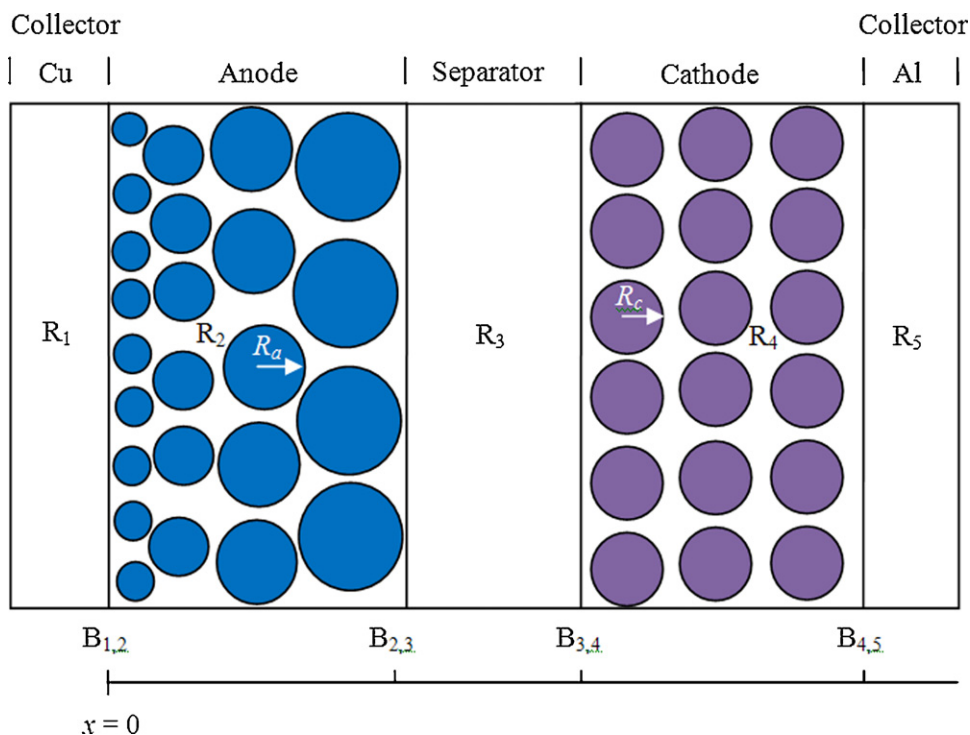 Collector Collector
Cu Anode Separator Cathode Al
R1 R2 Ra R3 Rc R4 R5
B1,2 B2,3 B3,4 B4,5
x = 0